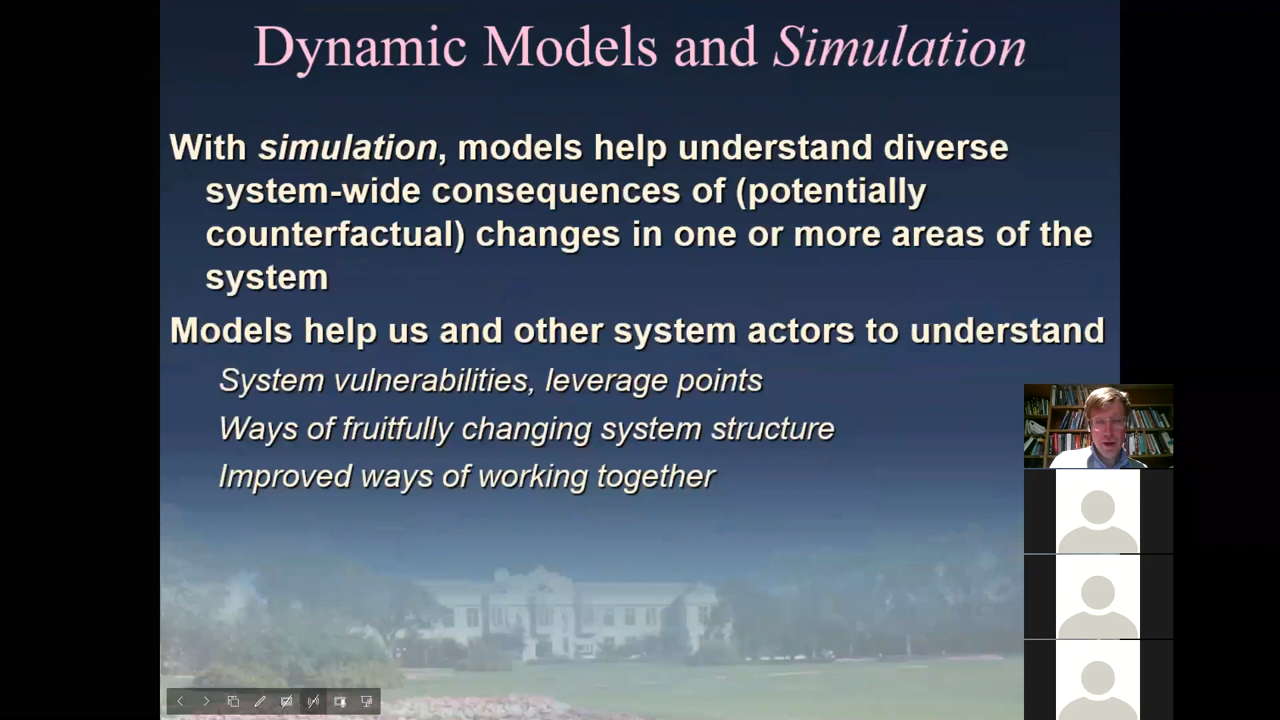 Dynamic Models and Simulation
With simulation, models help understand diverse
system-wide consequences of (potentially
counterfactual) changes in one or more areas of the
system
Models help us and other system actors to understand
System vulnerabilities, leverage points
Ways of fruitfully changing system structure
Improved ways of working together